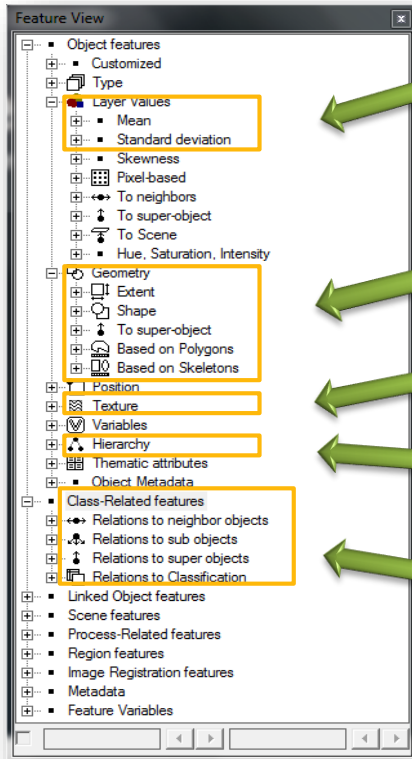 Feature View
Object features
Customized
Type
Layer Values
Mean
Standard deviation
Skewness
Pixel-based
To neighbors
To super-object
To Scene
Hue, Saturation, Intensity
Geometry
Extent
Shape
To super-object
Based on Polygons
Based on Skeletons
Position
Texture
Variables
Hierarchy
Thematic attributes
Object Metadata
Class-Related features
Relations to neighbor objects
Relations to sub objects
Relations to super objects
Relations to Classification
Linked Object features
Scene features
Process-Related features
Region features
Image Registration features
Metadata
Feature Variables